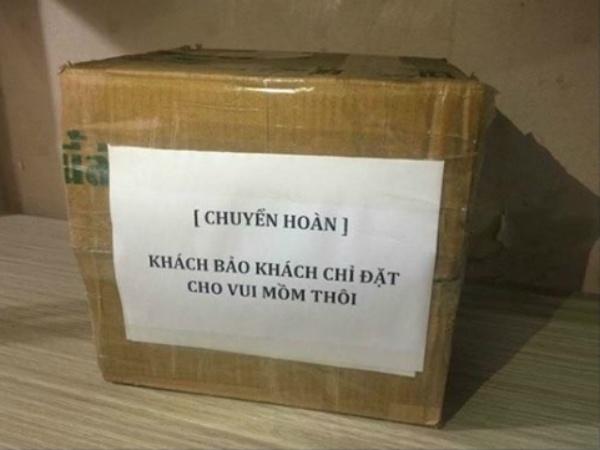 [ CHUYỂN HOÀN ]
KHÁCH BẢO KHÁCH CHỈ ĐẶT
CHO VUI MỒM THÔI